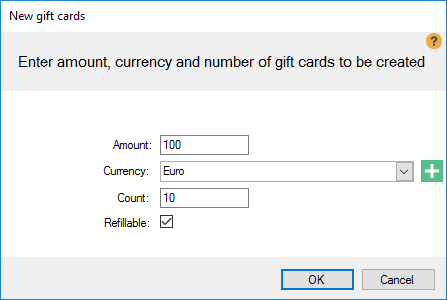 New gift cards
?
Enter amount, currency and number of gift cards to be created
Amount: 100
Currency: Euro
Count: 10
Refillable:
OK Cancel